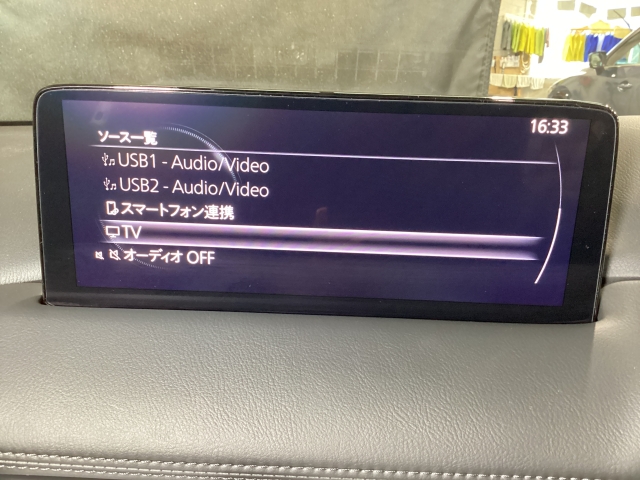 16:33
ソース一覧
USB1 - Audio/Video
USB2 - Audio/Video
スマートフォン連携
TV
オーディオ OFF